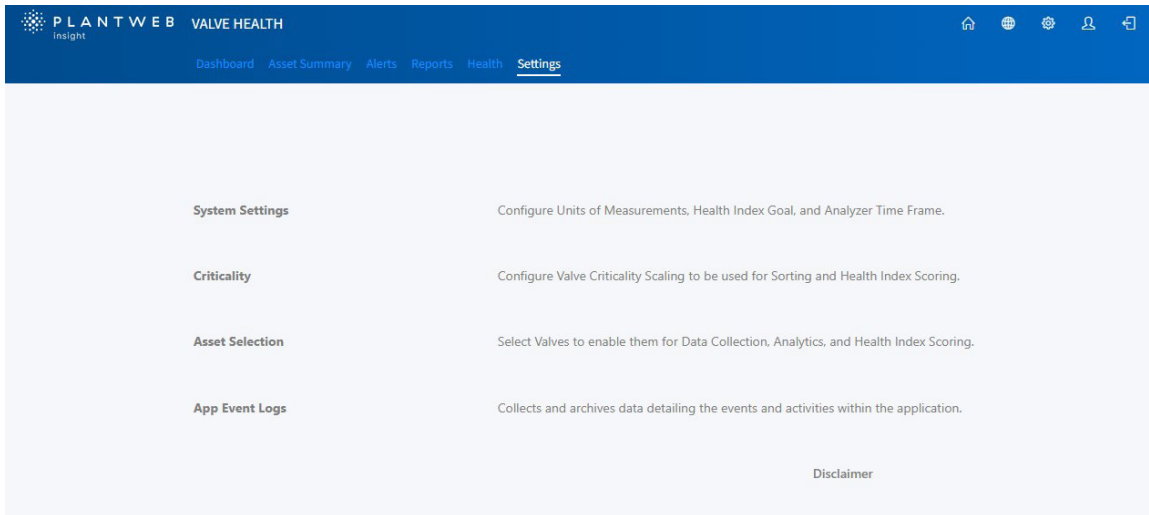 PLANTWEB VALVE HEALTH
insight
Dashboard Asset Summary Alerts Reports Health Settings
System Settings Configure Units of Measurements, Health Index Goal, and Analyzer Time Frame.
Criticality Configure Valve Criticality Scaling to be used for Sorting and Health Index Scoring.
Asset Selection Select Valves to enable them for Data Collection, Analytics, and Health Index Scoring.
App Event Logs Collects and archives data detailing the events and activities within the application.
Disclaimer